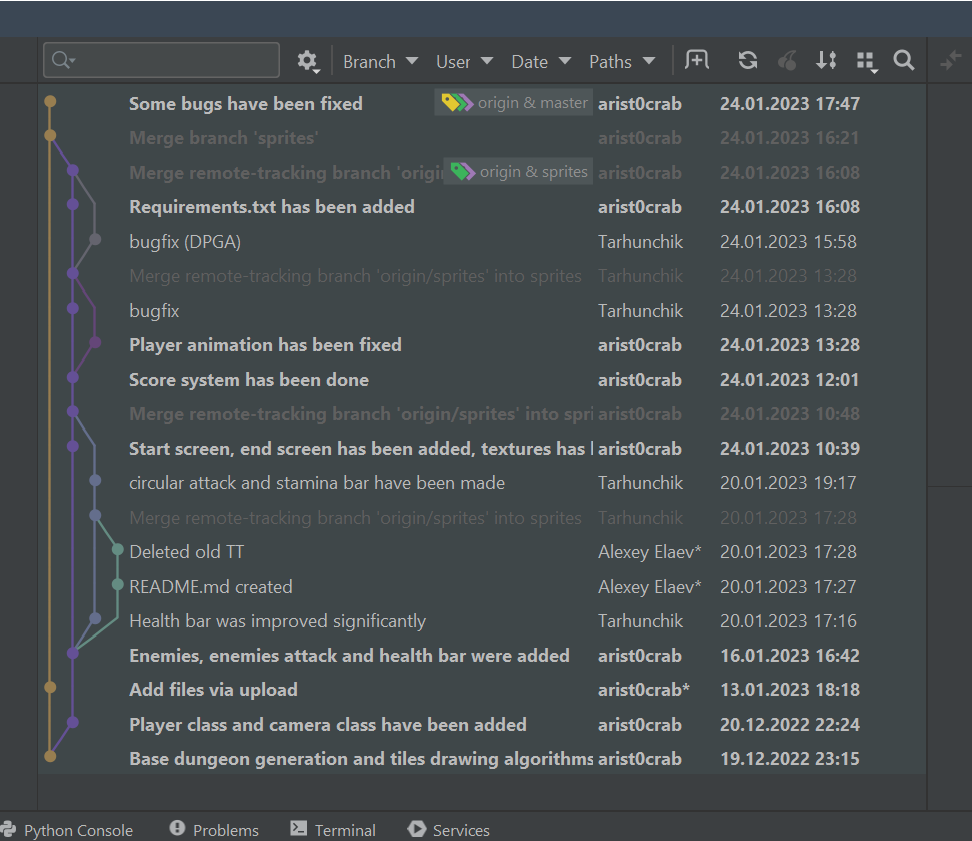 Branch User Date Paths
Some bugs have been fixed origin & master arist0crab 24.01.2023 17:47
Merge branch 'sprites' arist0crab 24.01.2023 16:21
Merge remote-tracking branch 'origi origin & sprites arist0crab 24.01.2023 16:08
Requirements.txt has been added arist0crab 24.01.2023 16:08
bugfix (DPGA) Tarhunchik 24.01.2023 15:58
Merge remote-tracking branch 'origin/sprites' into sprites Tarhunchik 24.01.2023 13:28
bugfix Tarhunchik 24.01.2023 13:28
Player animation has been fixed arist0crab 24.01.2023 13:28
Score system has been done arist0crab 24.01.2023 12:01
Merge remote-tracking branch 'origin/sprites' into spri arist0crab 24.01.2023 10:48
Start screen, end screen has been added, textures has arist0crab 24.01.2023 10:39
circular attack and stamina bar have been made Tarhunchik 20.01.2023 19:17
Merge remote-tracking branch 'origin/sprites' into sprites Tarhunchik 20.01.2023 17:28
Deleted old TT Alexey Elaev* 20.01.2023 17:28
README.md created Alexey Elaev* 20.01.2023 17:27
Health bar was improved significantly Tarhunchik 20.01.2023 17:16
Enemies, enemies attack and health bar were added arist0crab 16.01.2023 16:42
Add files via upload arist0crab* 13.01.2023 18:18
Player class and camera class have been added arist0crab 20.12.2022 22:24
Base dungeon generation and tiles drawing algorithms arist0crab 19.12.2022 23:15
Python Console Problems Terminal Services